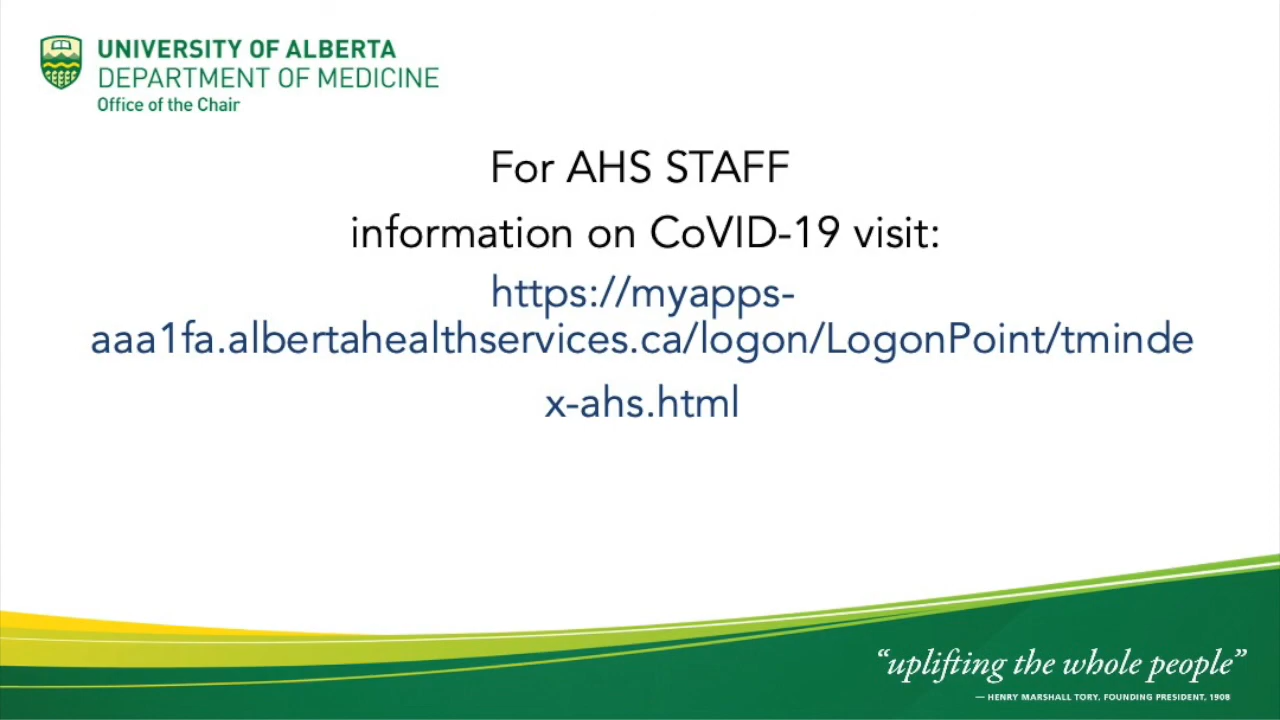 UNIVERSITY OF ALBERTA
DEPARTMENT OF MEDICINE
Office of the Chair
For AHS STAFF
information on CoVID-19 visit:
https://myapps-
aaa1fa.albertahealthservices.ca/logon/LogonPoint/tminde
x-ahs.html
“uplifting the whole people”
— HENRY MARSHALL TORY, FOUNDING PRESIDENT, 1908